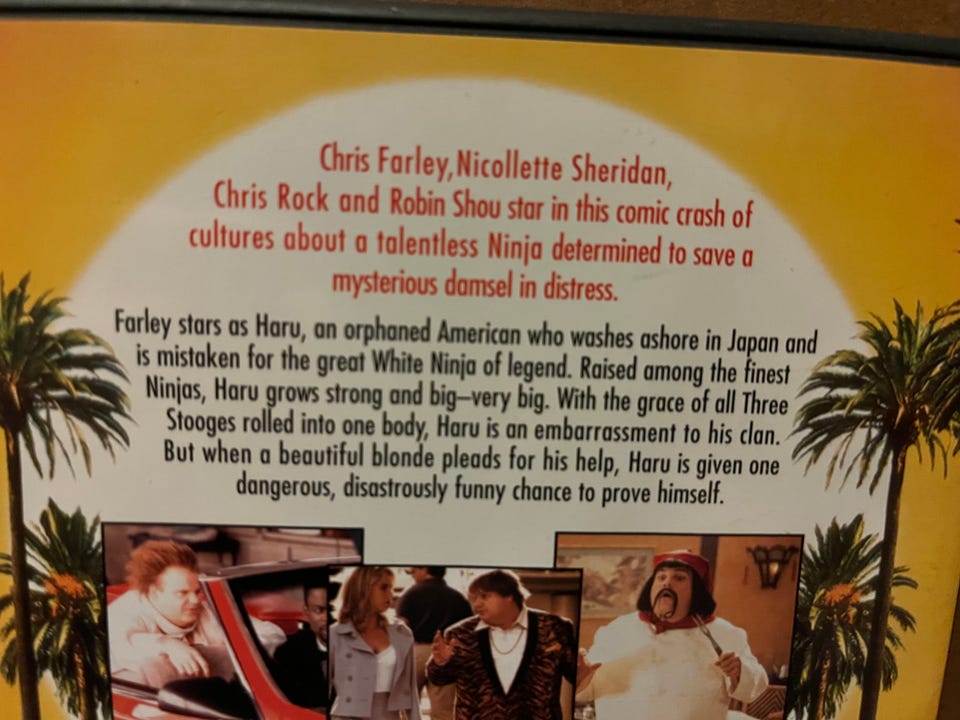 Chris Farley, Nicollette Sheridan,
Chris Rock and Robin Shou star in this comic crash of
cultures about a talentless Ninja determined to save a
mysterious damsel in distress.
Farley stars as Haru, an orphaned American who washes ashore in Japan and
is mistaken for the great White Ninja of legend. Raised among the finest
Ninjas, Haru grows strong and big–very big. With the grace of all Three
Stooges rolled into one body, Haru is an embarrassment to his clan.
But when a beautiful blonde pleads for his help, Haru is given one
dangerous, disastrously funny chance to prove himself.